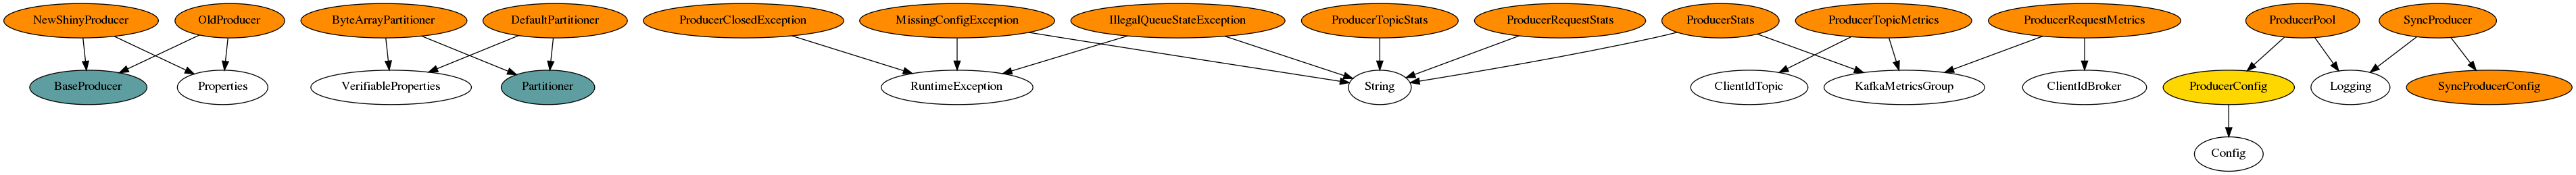 NewShinyProducer
OldProducer
ByteArrayPartitioner
DefaultPartitioner
ProducerClosedException
MissingConfigException
IllegalQueueStateException
ProducerTopicStats
ProducerRequestStats
ProducerStats
ProducerTopicMetrics
ProducerRequestMetrics
ProducerPool
SyncProducer
BaseProducer
Properties
VerifiableProperties
Partitioner
RuntimeException
String
ClientIdTopic
KafkaMetricsGroup
ClientIdBroker
ProducerConfig
Logging
SyncProducerConfig
Config